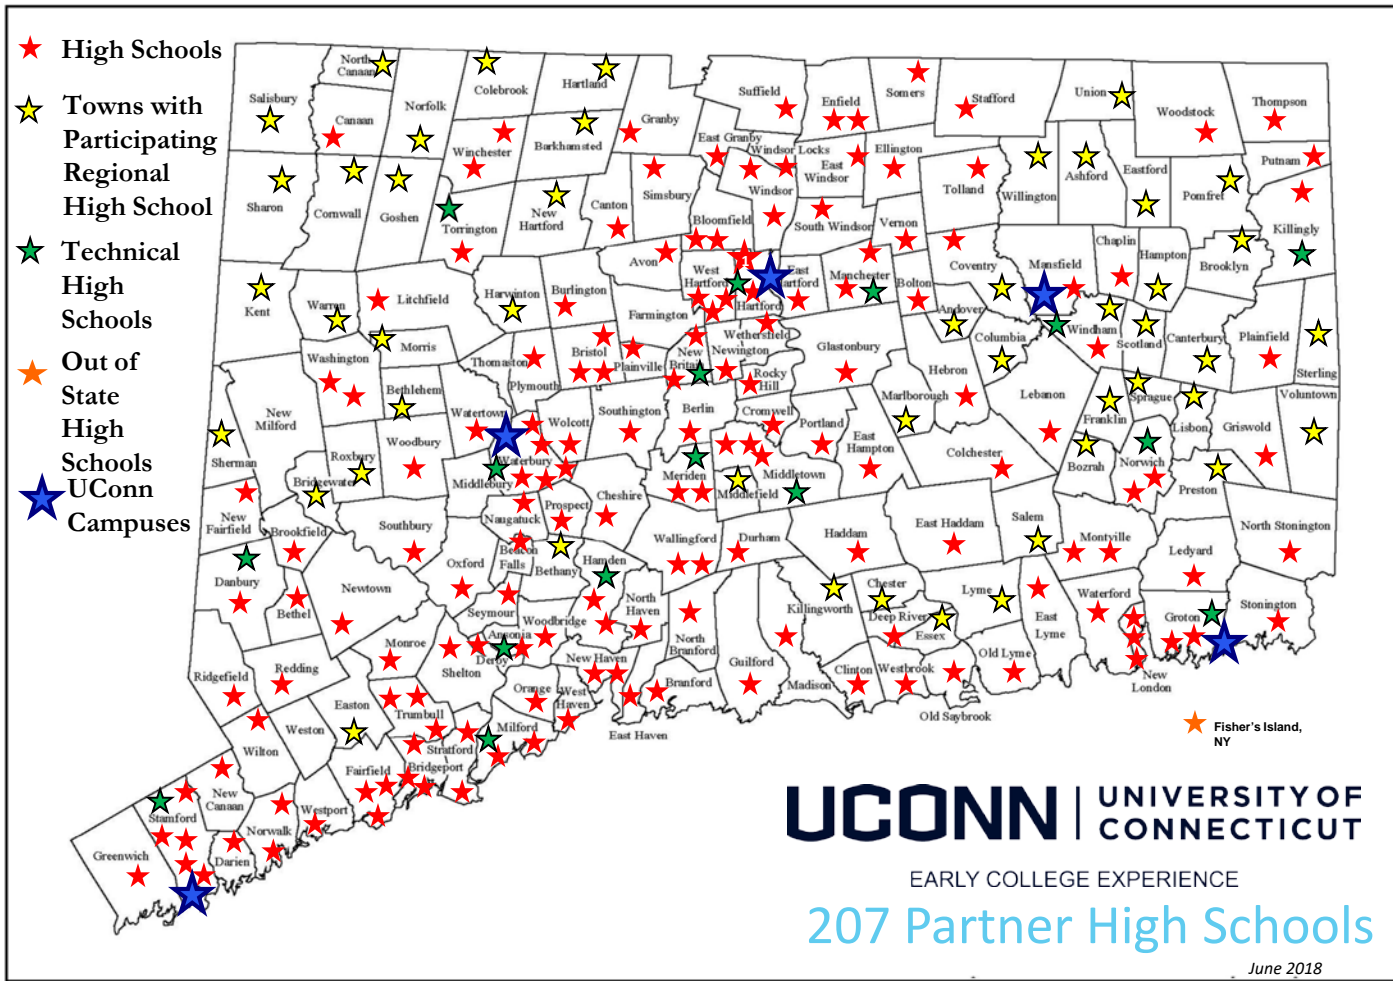 High Schools
Towns with
Participating
Regional
High School
Technical
High
Schools
Out of
State
High
Schools
UConn
Campuses
North
Canaan
Salisbury
Canaan
Norfolk
Colebrook
Hartland
Winchester
Barkhamsted
Granby
Suffield
East Granby
Windsor Locks
Enfield
Somers
Stafford
Union
Woodstock
Thompson
Putnam
Sharon
Cornwall
Goshen
Torrington
New
Hartford
Canton
Simsbury
Bloomfield
Windsor
East
Windsor
Ellington
South Windsor
Vernon
Tolland
Willington
Ashford
Eastford
Pomfret
Killingly
Kent
Warren
Litchfield
Harwinton
Burlington
Avon
West
Hartford
Hartford
East
Hartford
Manchester
Bolton
Coventry
Mansfield
Chaplin
Hampton
Brooklyn
Andover
Columbia
Windham
Scotland
Canterbury
Plainfield
Sterling
Washington
Morris
Bethlehem
Thomaston
Plymouth
Bristol
Plainville
Farmington
New
Britain
Newington
Wethersfield
Rocky
Hill
Glastonbury
Marlborough
Hebron
Lebanon
Franklin
Sprague
Lisbon
Griswold
Voluntown
New
Milford
Sherman
Roxbury
Bridgewater
Woodbury
Watertown
Waterbury
Middlebury
Wolcott
Southington
Berlin
Cromwell
Portland
East
Hampton
Colchester
Bozrah
Norwich
Preston
New
Fairfield
Brookfield
Southbury
Naugatuck
Prospect
Cheshire
Meriden
Middlefield
Middletown
Danbury
Bethel
Newtown
Oxford
Beacon
Falls
Bethany
Hamden
Wallingford
Durham
Haddam
East Haddam
Salem
Montville
Ledyard
North Stonington
Seymour
Woodbridge
North
Haven
Killingworth
Chester
Deep River
Essex
Lyme
East
Lyme
Waterford
Groton
Stonington
Ridgefield
Redding
Monroe
Shelton
Ansonia
Derby
New Haven
North
Branford
Guilford
Madison
Clinton
Westbrook
Old Lyme
New
London
Old Saybrook
Easton
Trumbull
Orange
West
Haven
Branford
East Haven
Wilton
Weston
Fairfield
Bridgeport
Stratford
Milford
New
Canaan
Stamford
Norwalk
Westport
Darien
Greenwich
1
Fisher's Island,
NY
UCONN | UNIVERSITY OF
CONNECTICUT
EARLY COLLEGE EXPERIENCE
207 Partner High Schools
June 2018